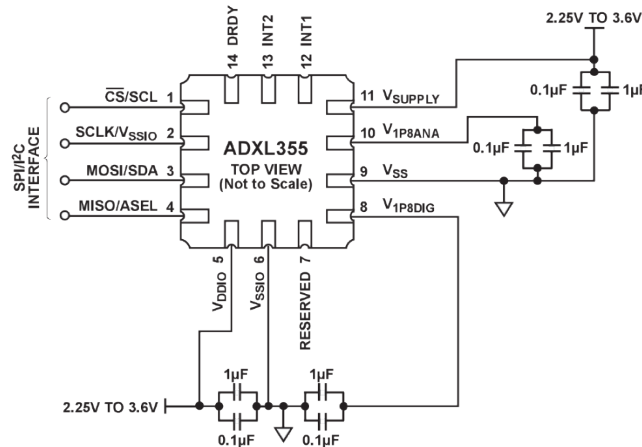 2.25V TO 3.6V
14 DRDY
13 INT2
12 INT1
0.1µF
1µF
CS/SCL 1
11 VSUPPLY
SCLK/VSSIO 2
10 V1P8ANA
ADXL355
TOP VIEW
(Not to Scale)
0.1µF
1µF
SPI/I2C
INTERFACE
MOSI/SDA 3
9 VSS
MISO/ASEL 4
8 V1P8DIG
VDDIO 5
VSSIO 6
RESERVED 7
1µF
1µF
2.25V TO 3.6V
0.1µF
0.1µF